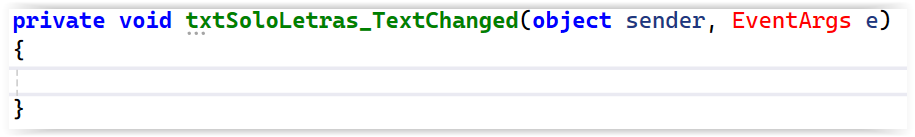 private void txtSoloLetras_TextChanged(object sender, EventArgs e)
{
}